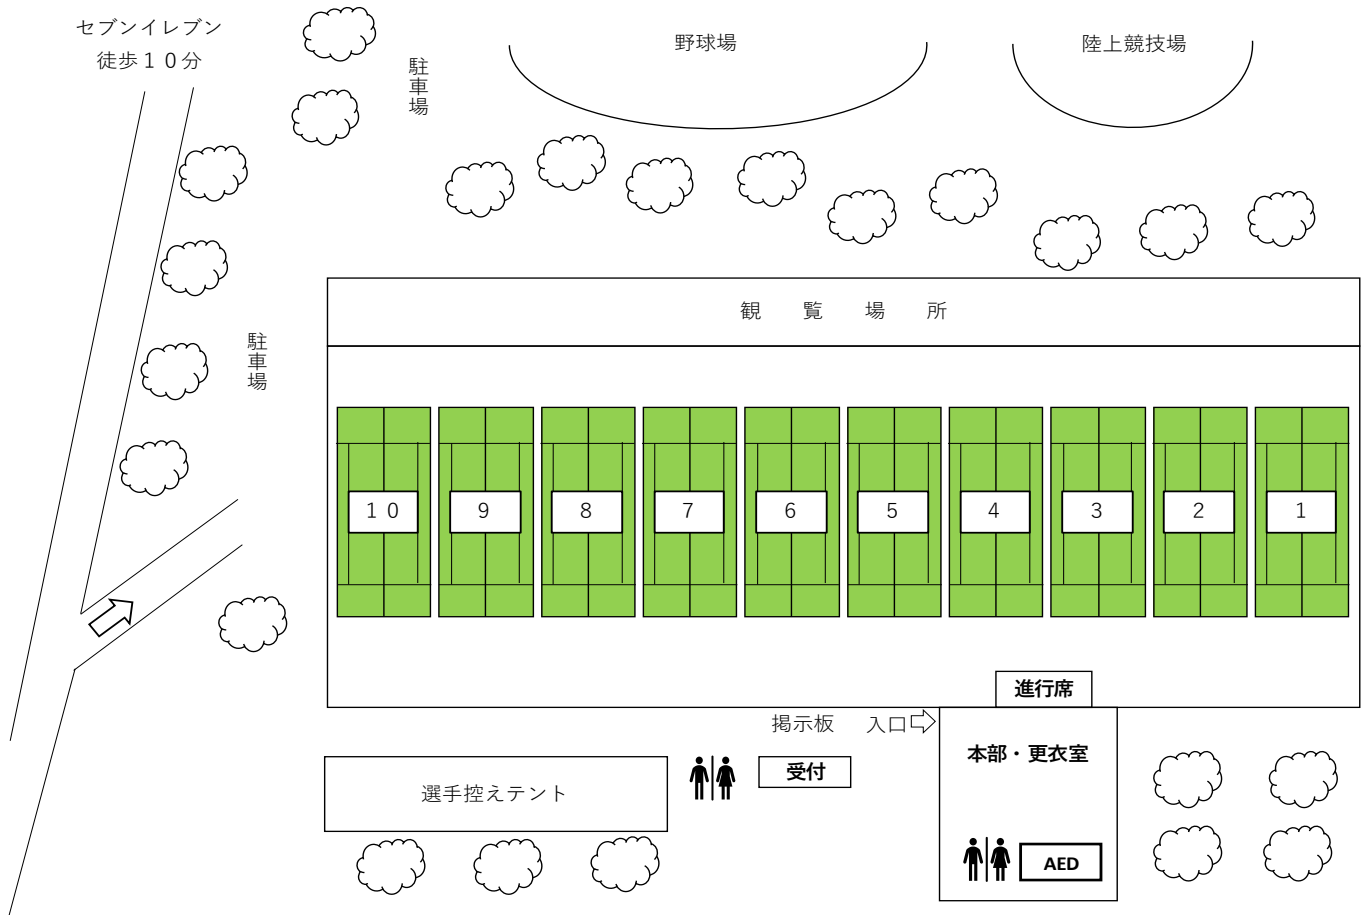 セブンイレブン
徒歩１０分
駐車場
野球場
陸上競技場
駐車場
観覧場所
１０ ９ ８ ７ ６ ５ ４ ３ ２ １
進行席
掲示板 入口
本部・更衣室
受付
選手控えテント
AED